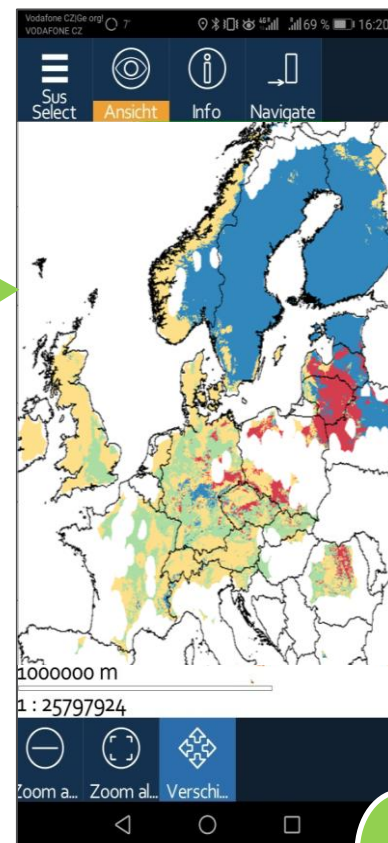 Vodafone CZ|Ge org!
VODAFONE CZ
69 % 16:20
Sus
Select
Ansicht
Info
Navigate
1000000 m
1 : 25797924
Zoom a...
Zoom al...
Verschi...